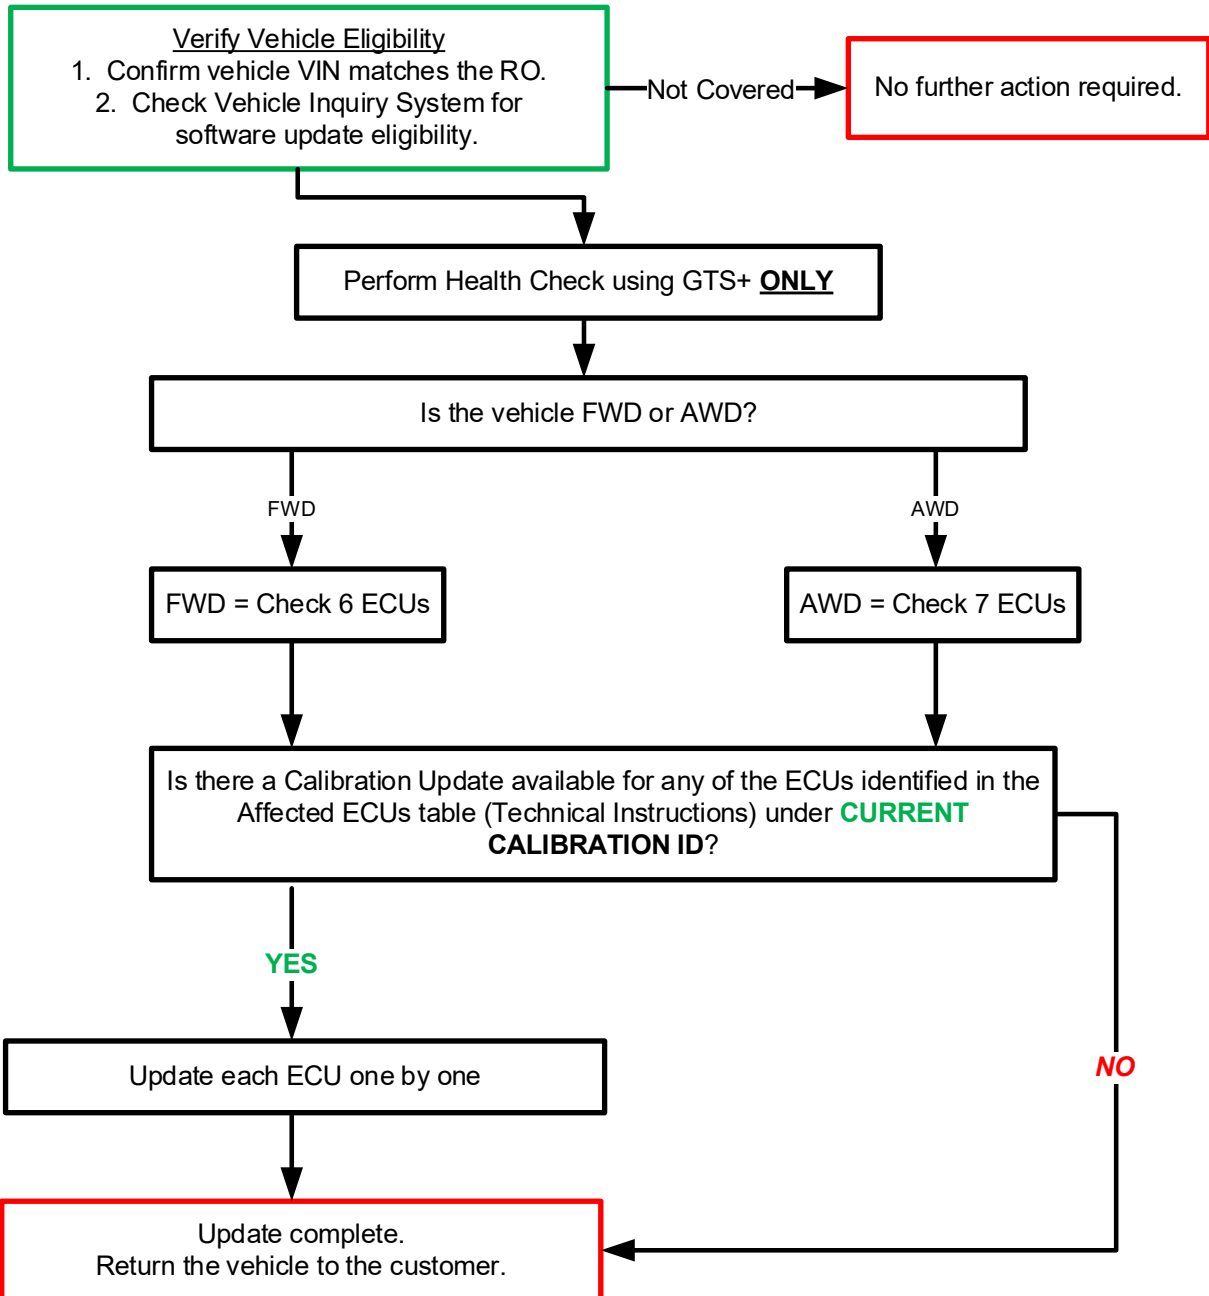 Verify Vehicle Eligibility
1. Confirm vehicle VIN matches the RO.
2. Check Vehicle Inquiry System for
software update eligibility.
Not Covered
No further action required.
Perform Health Check using GTS+ ONLY
Is the vehicle FWD or AWD?
FWD
AWD
FWD = Check 6 ECUs
AWD = Check 7 ECUs
Is there a Calibration Update available for any of the ECUs identified in the
Affected ECUs table (Technical Instructions) under CURRENT
CALIBRATION ID?
YES
NO
Update each ECU one by one
Update complete.
Return the vehicle to the customer.